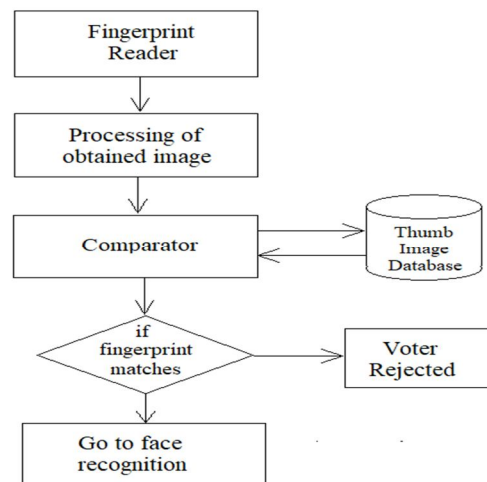 Fingerprint
Reader
Processing of
obtained image
Comparator
Thumb
Image
Database
if
fingerprint
matches
Voter
Rejected
Go to face
recognition